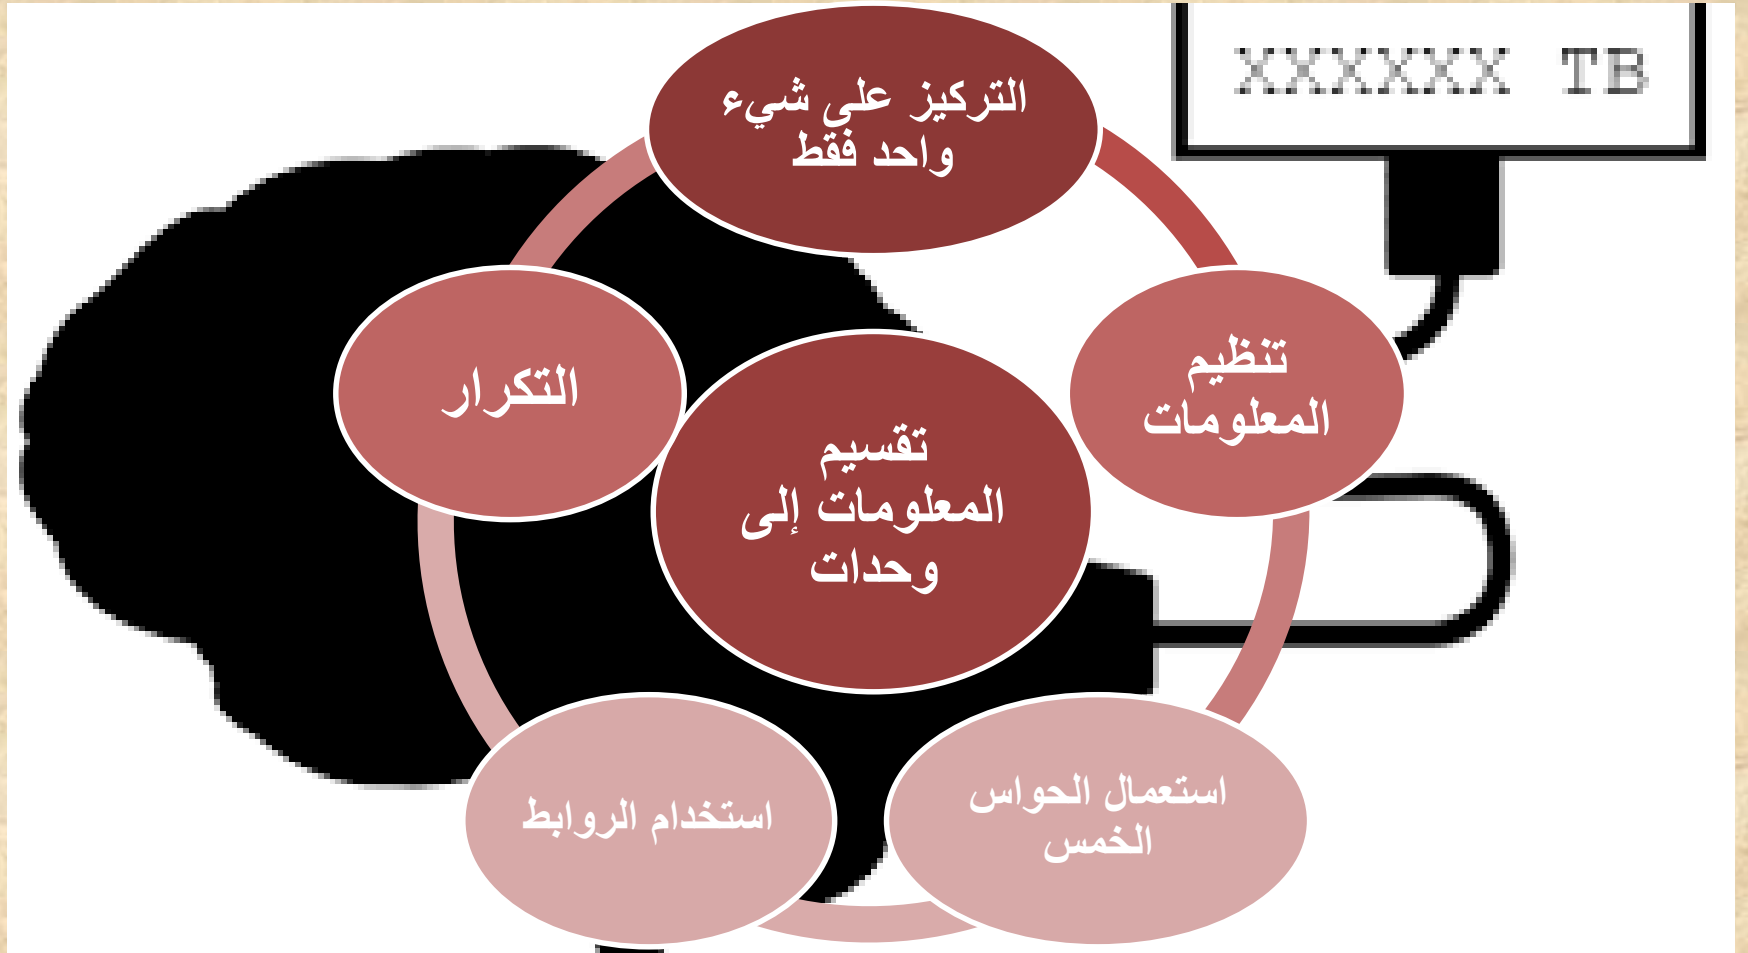 XXXXXX TB
التركيز على شيء
واحد فقط
تنظيم
المعلومات
التكرار
تقسيم
المعلومات إلى
وحدات
استعمال الحواس
الخمس
استخدام الروابط